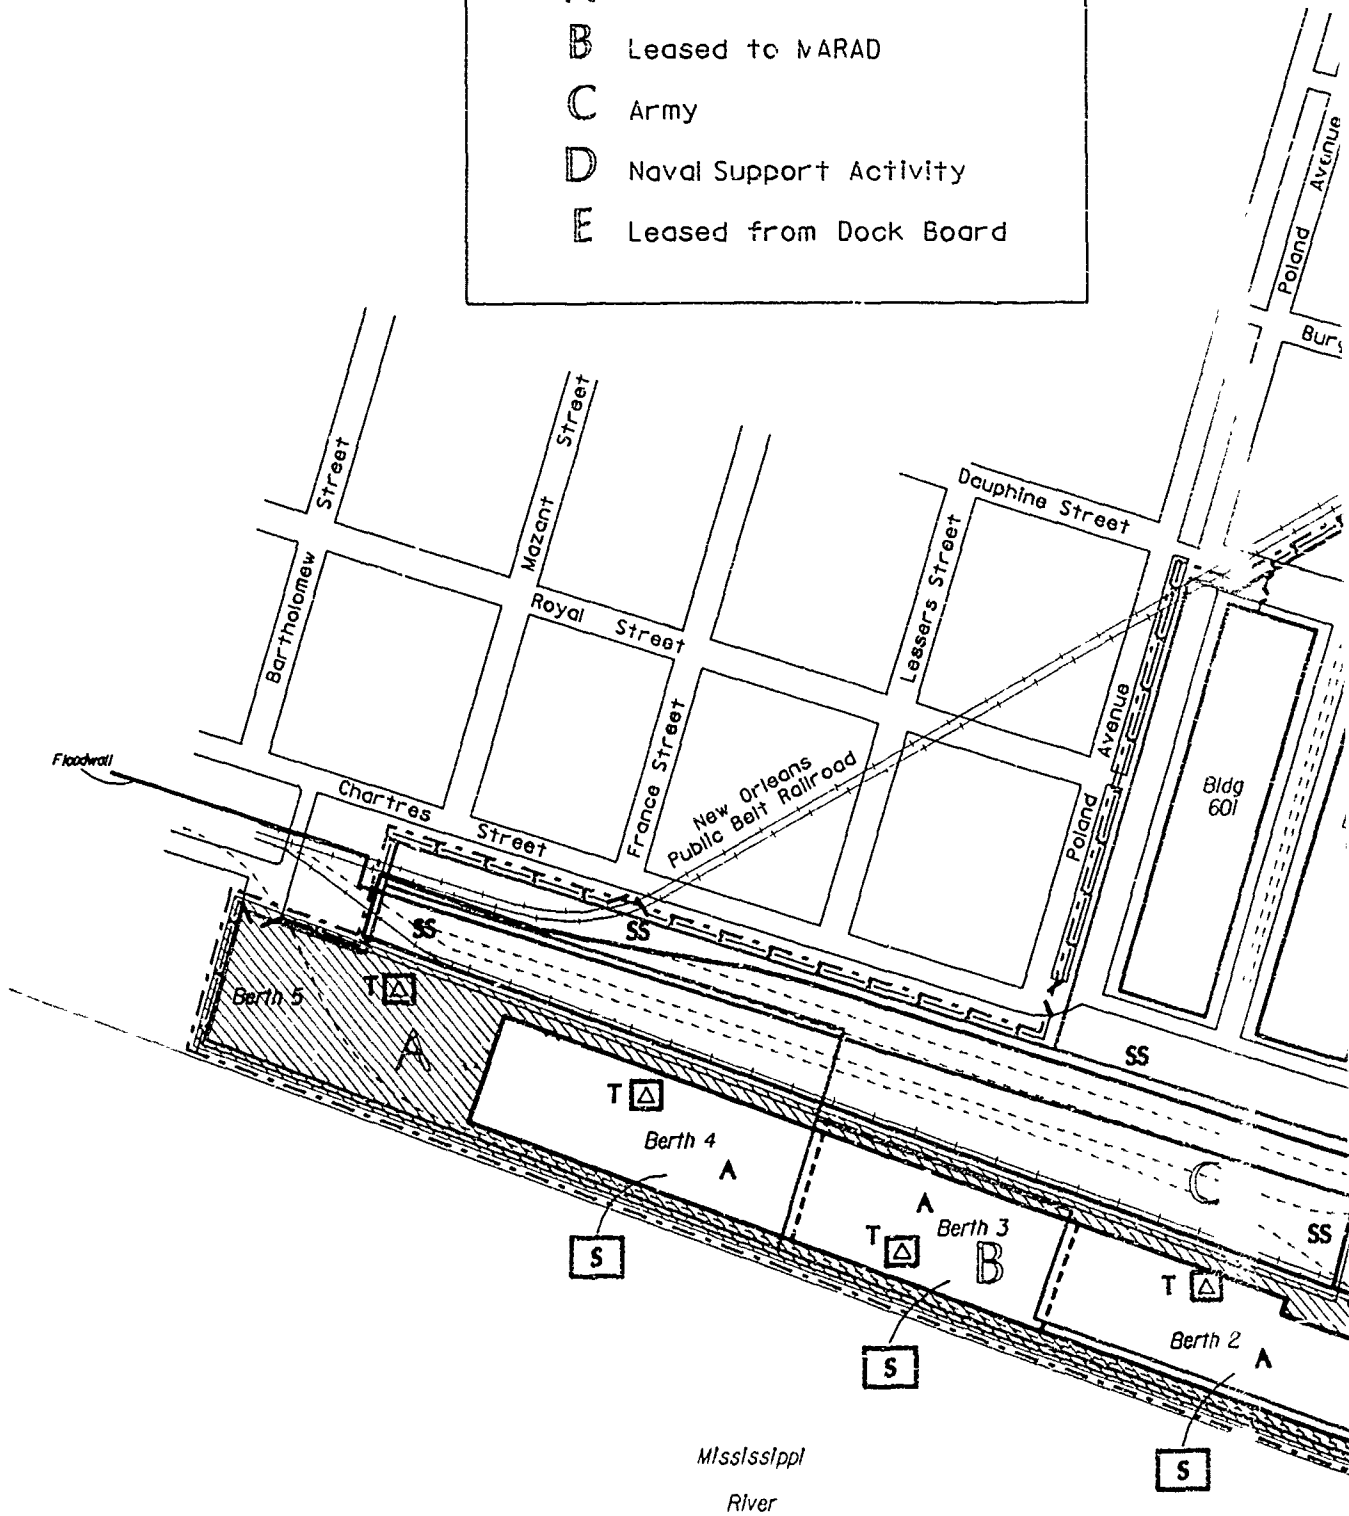 B Leased to MARAD
C Army
D Naval Support Activity
E Leased from Dock Board
Poland Avenue
Street
Mazant Street
Dauphine Street
Bartholomew
Royal Street
Lessers Street
France Street
Avenue
Poland
Floodwall
Chartres Street
New Orleans
Public Belt Railroad
Bldg
601
SS
SS
SS
SS
Berth 5
T
A
T
Berth 4
A
S
A
T
Berth 3
B
C
S
T
Berth 2
A
S
Mississippi
River